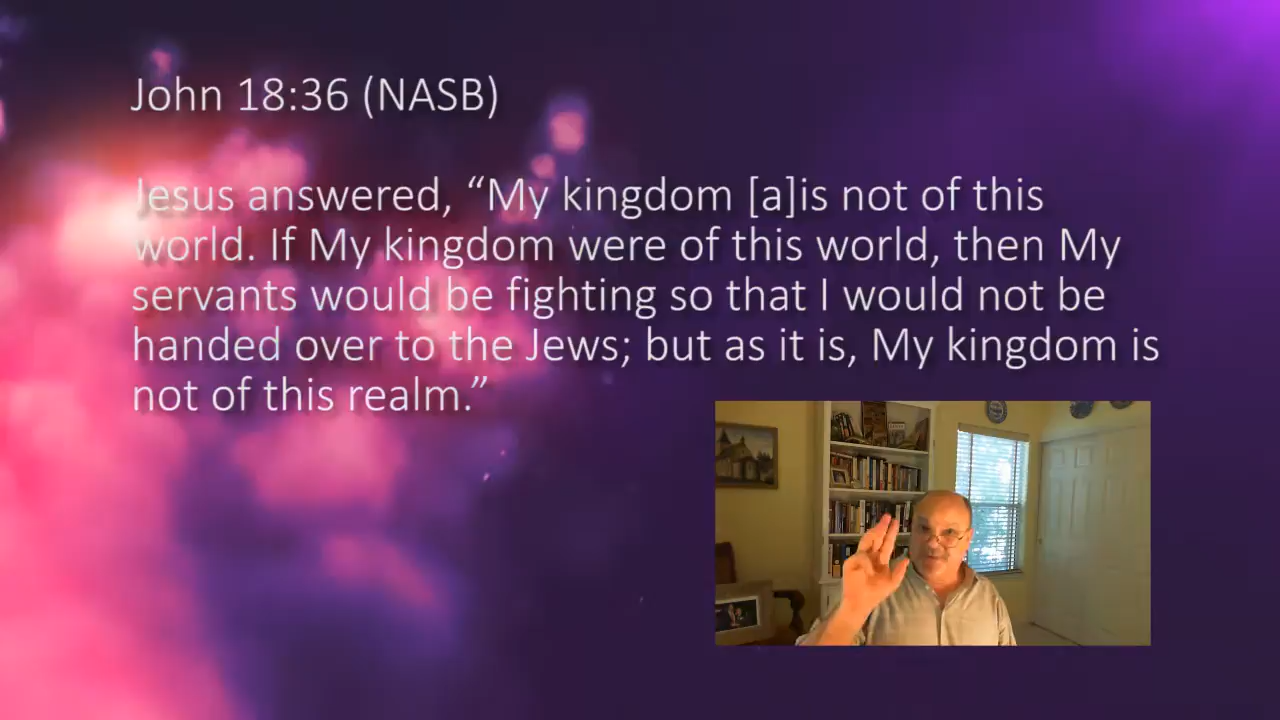 John 18:36 (NASB)
Jesus answered, “My kingdom [a]is not of this
world. If My kingdom were of this world, then My
servants would be fighting so that I would not be
handed over to the Jews; but as it is, My kingdom is
not of this realm.”